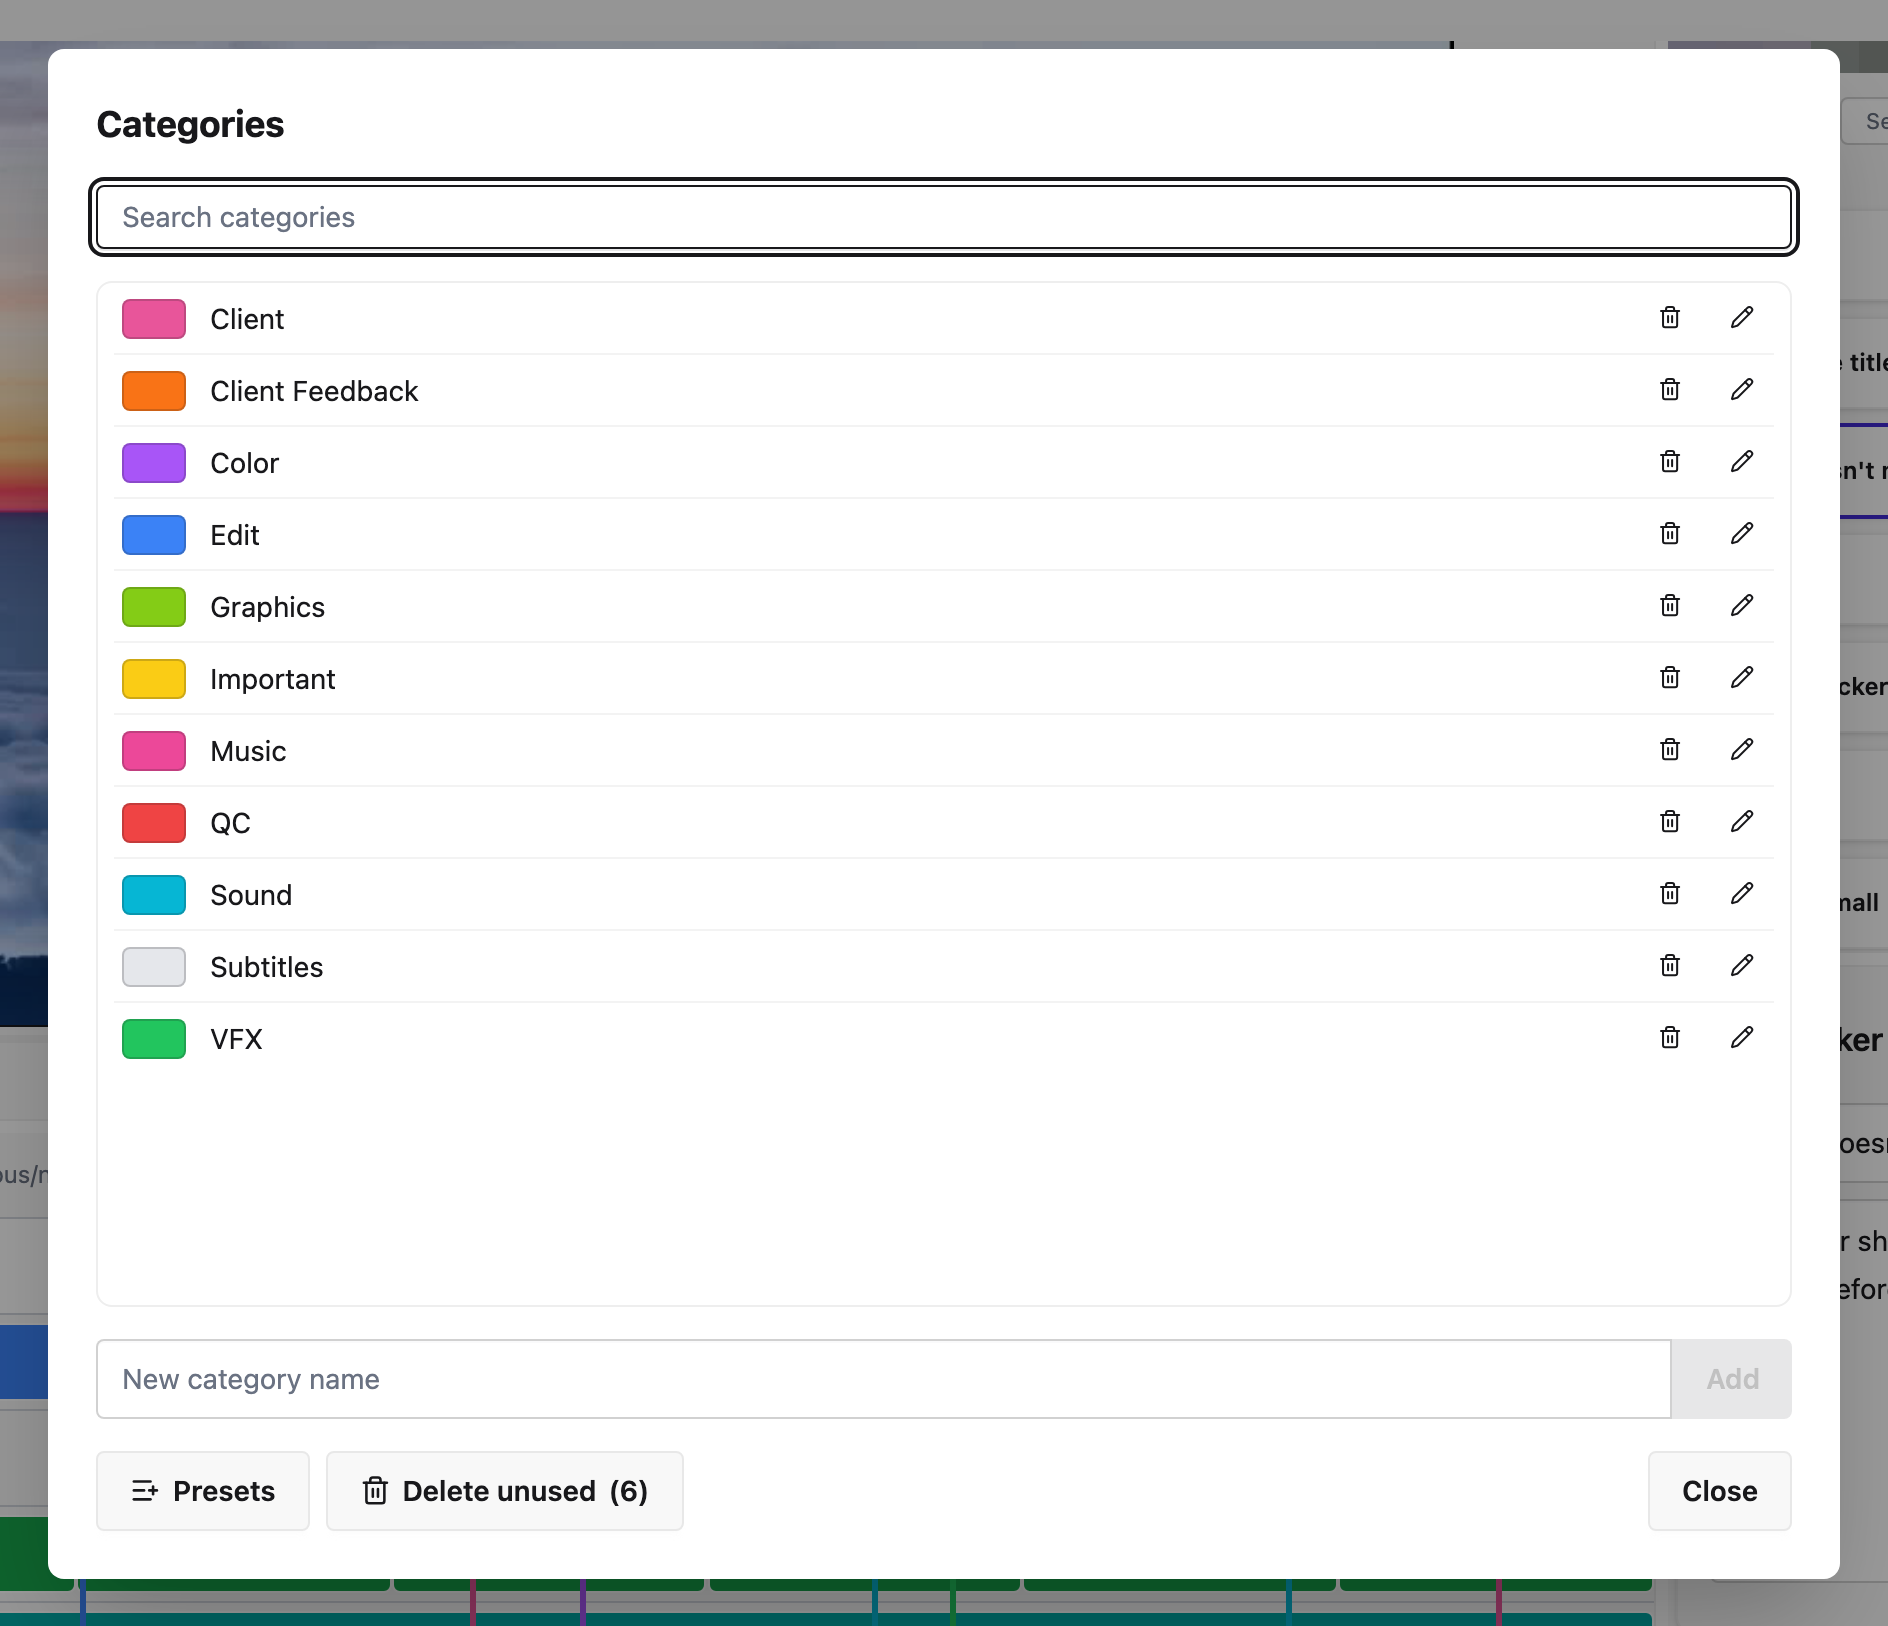 Categories
Search categories
Client
Client Feedback
Color
Edit
Graphics
Important
Music
QC
Sound
Subtitles
VFX
New category name
Add
Presets
Delete unused (6)
Close